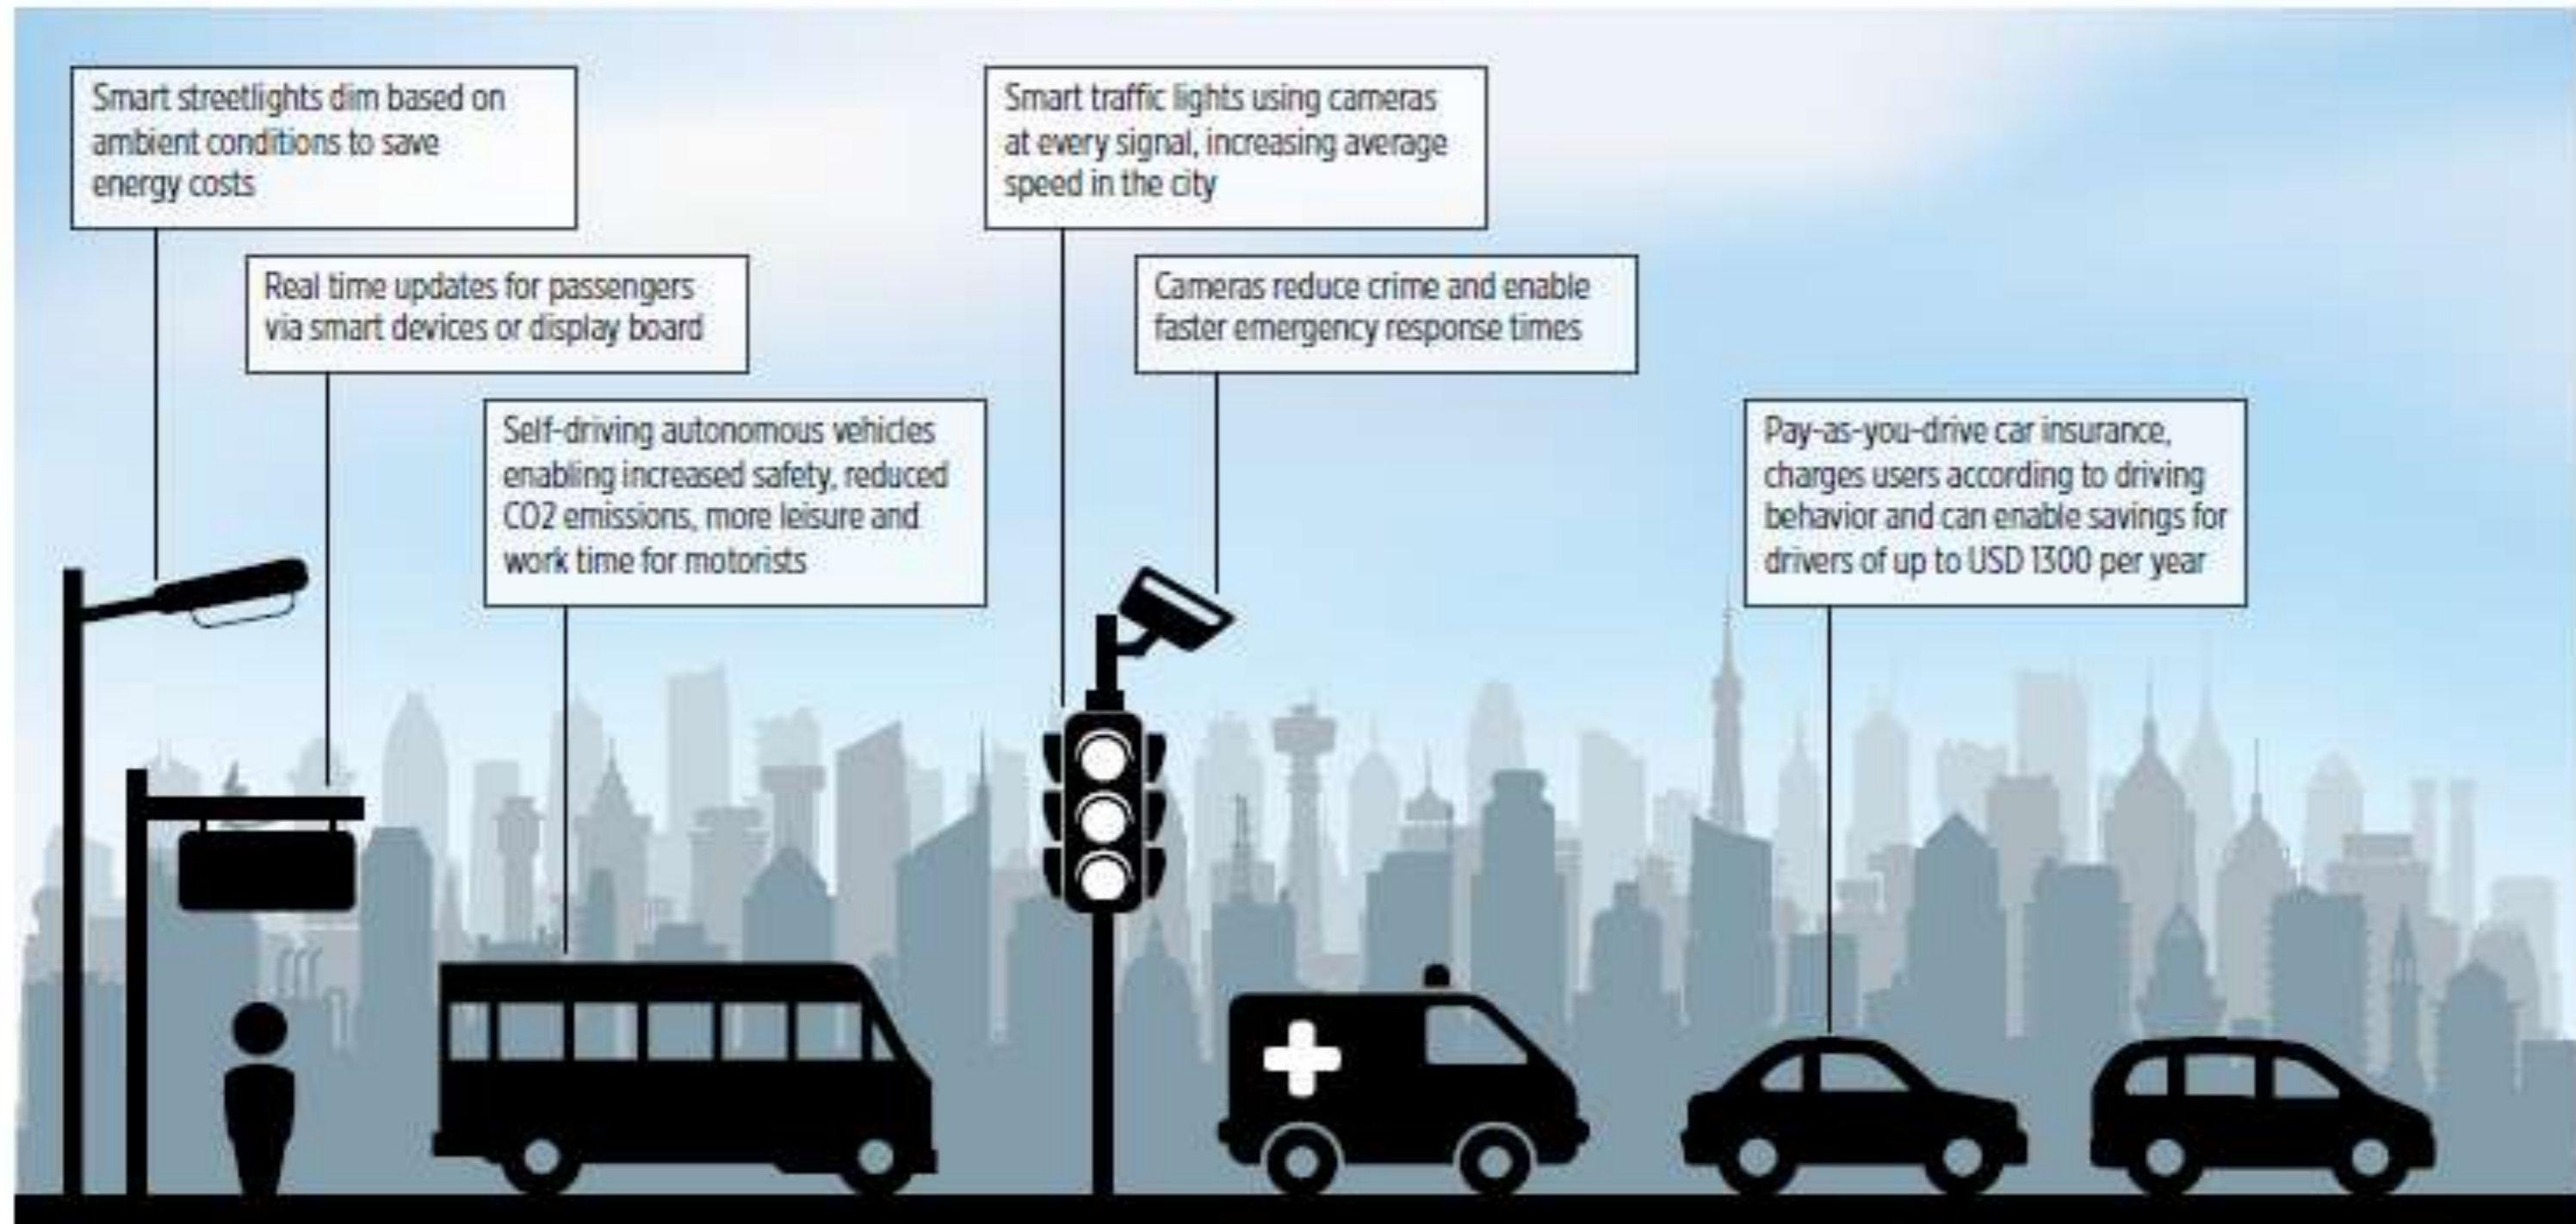 Smart streetlights dim based on
ambient conditions to save
energy costs
Real time updates for passengers
via smart devices or display board
Self-driving autonomous vehicles
enabling increased safety, reduced
CO2 emissions, more leisure and
work time for motorists
Smart traffic lights using cameras
at every signal, increasing average
speed in the city
Cameras reduce crime and enable
faster emergency response times
Pay-as-you-drive car insurance,
charges users according to driving
behavior and can enable savings for
drivers of up to USD 1300 per year